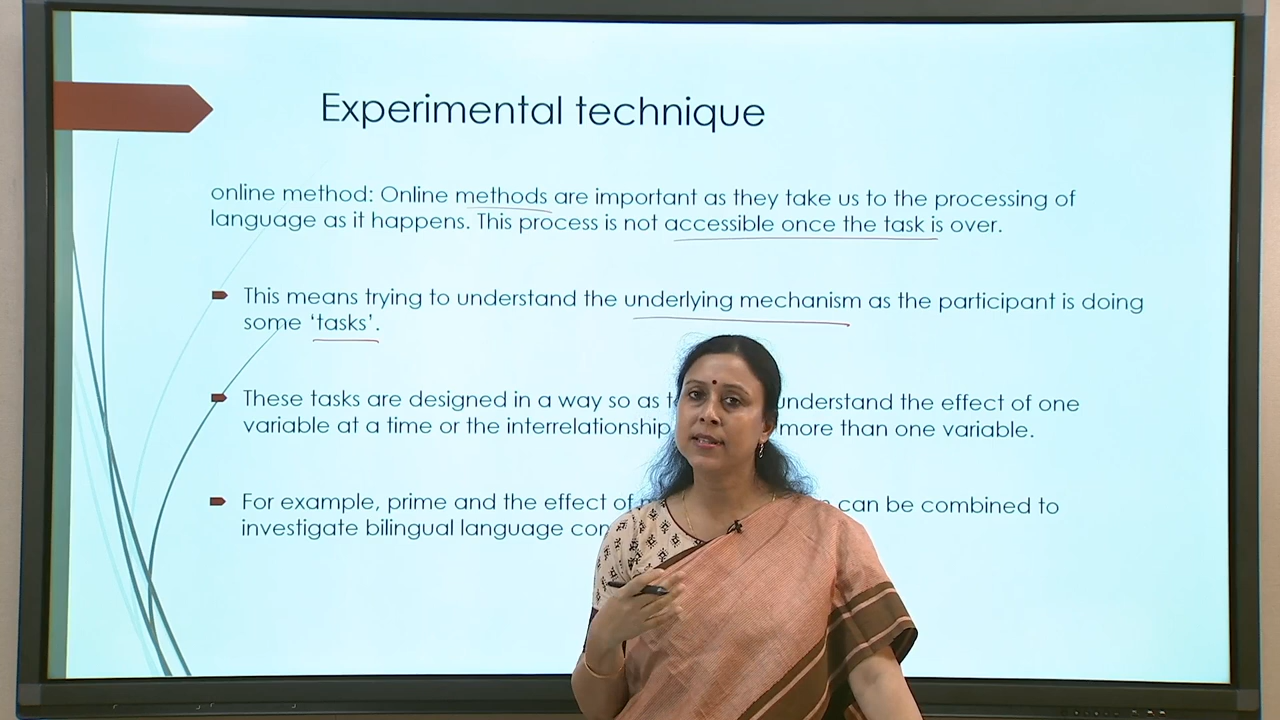 Experimental technique
online method: Online methods are important as they take us to the processing of
language as it happens. This process is not accessible once the task is over.
This means trying to understand the underlying mechanism as the participant is doing
some ‘tasks’.
These tasks are designed in a way so as understand the effect of one
variable at a time or the interrelationship more than one variable.
For example, prime and the effect of can be combined to
investigate bilingual language